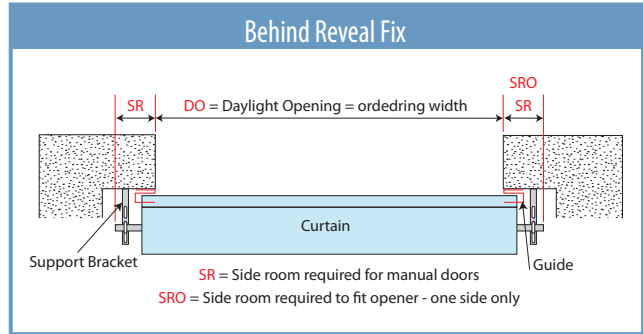 Behind Reveal Fix
SRO
SR
DO = Daylight Opening = ordedring width
SR
Curtain
Support Bracket
Guide
SR = Side room required for manual doors
SRO = Side room required to fit opener - one side only